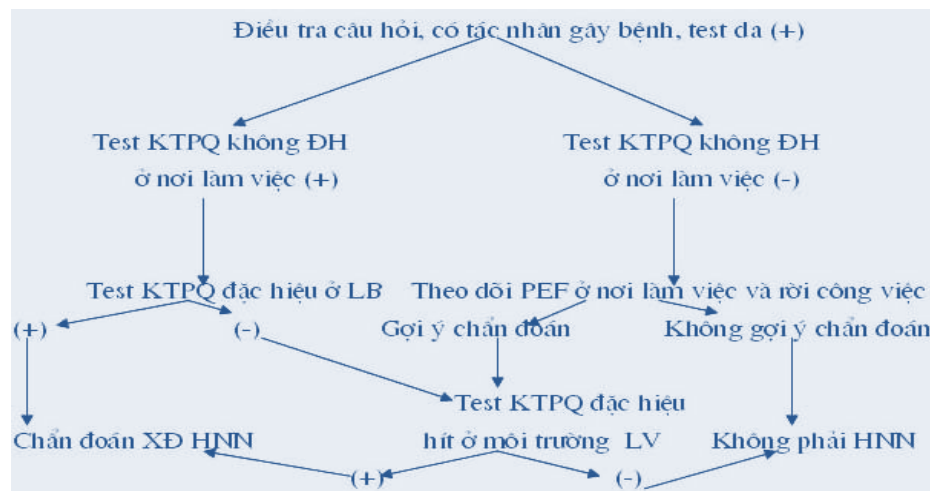 Điều tra câu hỏi, có tác nhân gây bệnh, test da (+)
Test KTPQ không ĐH
ở nơi làm việc (+)
Test KTPQ không ĐH
ở nơi làm việc (-)
Test KTPQ đặc hiệu ở LB
Theo dõi PEF ở nơi làm việc và rời công việc
(+)
(-)
Gợi ý chẩn đoán
Không gợi ý chẩn đoán
Test KTPQ đặc hiệu
hít ở môi trường LV
Chẩn đoán XĐ HNN
Không phải HNN
(+)
(-)